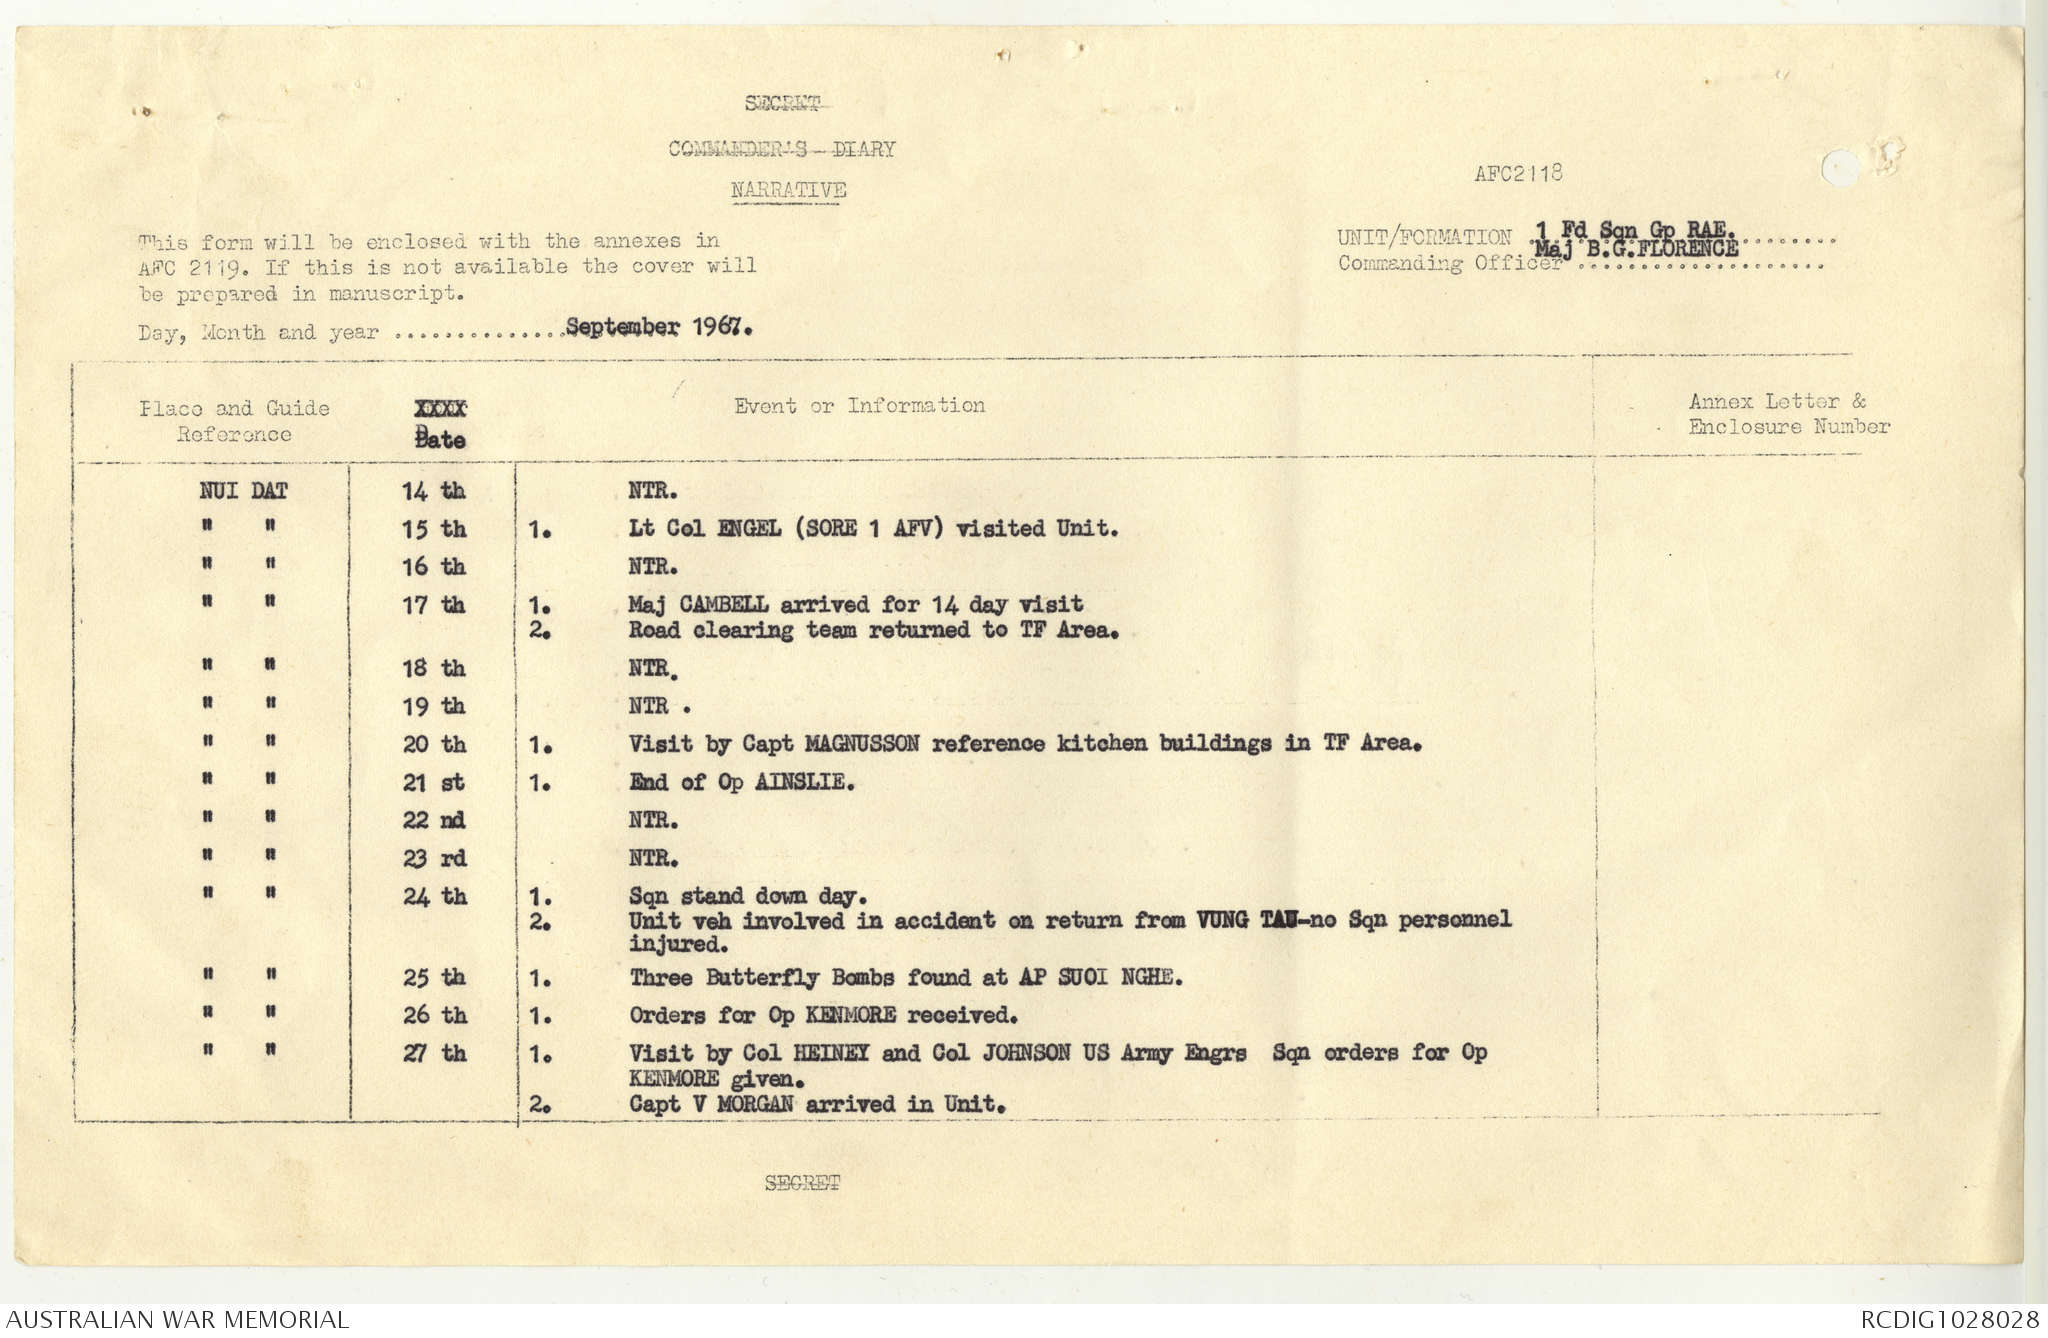 SECRET
COMMANDER'S - DIARY
NARRATIVE
AFC2118
This form will be enclosed with the annexes in
AFC 2119. If this is not available the cover will
be prepared in manuscript.
UNIT/FORMATION 1 Fd Sqn Gp RAE.
Commanding Officer Maj B.G.FLORENCE
Day, Month and year ..............September 1967.
Place and Guide Reference XXXX Date Event or Information Annex Letter & Enclosure Number
NUI DAT 14 th NTR.
" " 15 th 1. Lt Col ENGEL (SORE 1 AFV) visited Unit.
" " 16 th NTR.
" " 17 th 1. Maj CAMBELL arrived for 14 day visit
2. Road clearing team returned to TF Area.
" " 18 th NTR.
" " 19 th NTR .
" " 20 th 1. Visit by Capt MAGNUSSON reference kitchen buildings in TF Area.
" " 21 st 1. End of Op AINSLIE.
" " 22 nd NTR.
" " 23 rd NTR.
" " 24 th 1. Sqn stand down day.
2. Unit veh involved in accident on return from VUNG TAU-no Sqn personnel
injured.
" " 25 th 1. Three Butterfly Bombs found at AP SUOI NGHE.
" " 26 th 1. Orders for Op KENMORE received.
" " 27 th 1. Visit by Col HEINEY and Col JOHNSON US Army Engrs Sqn orders for Op
KENMORE given.
2. Capt V MORGAN arrived in Unit.
SECRET
AUSTRALIAN WAR MEMORIAL
RCDIG1028028